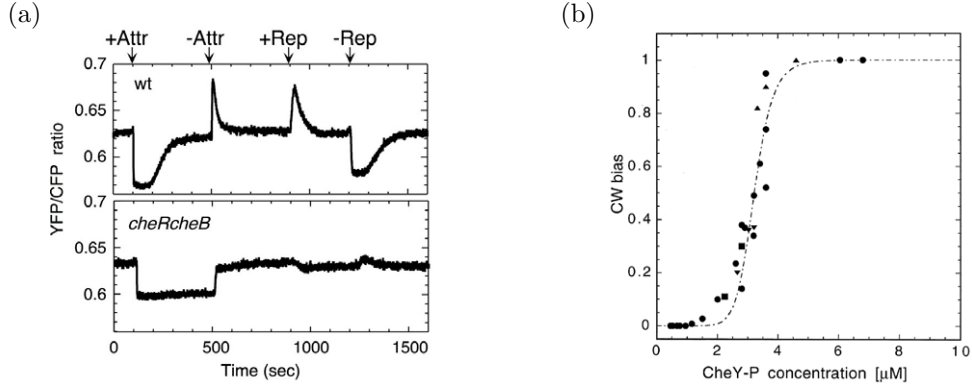 (a)
+Attr -Attr +Rep -Rep
0.7
wt
0.65
0.6
0.7
cheRcheB
0.65
0.6
YFP/CFP ratio
0 500 1000 1500
Time (sec)
(b)
1
0.8
0.6
0.4
0.2
0
CW bias
0 2 4 6 8 10
CheY-P concentration [μM]